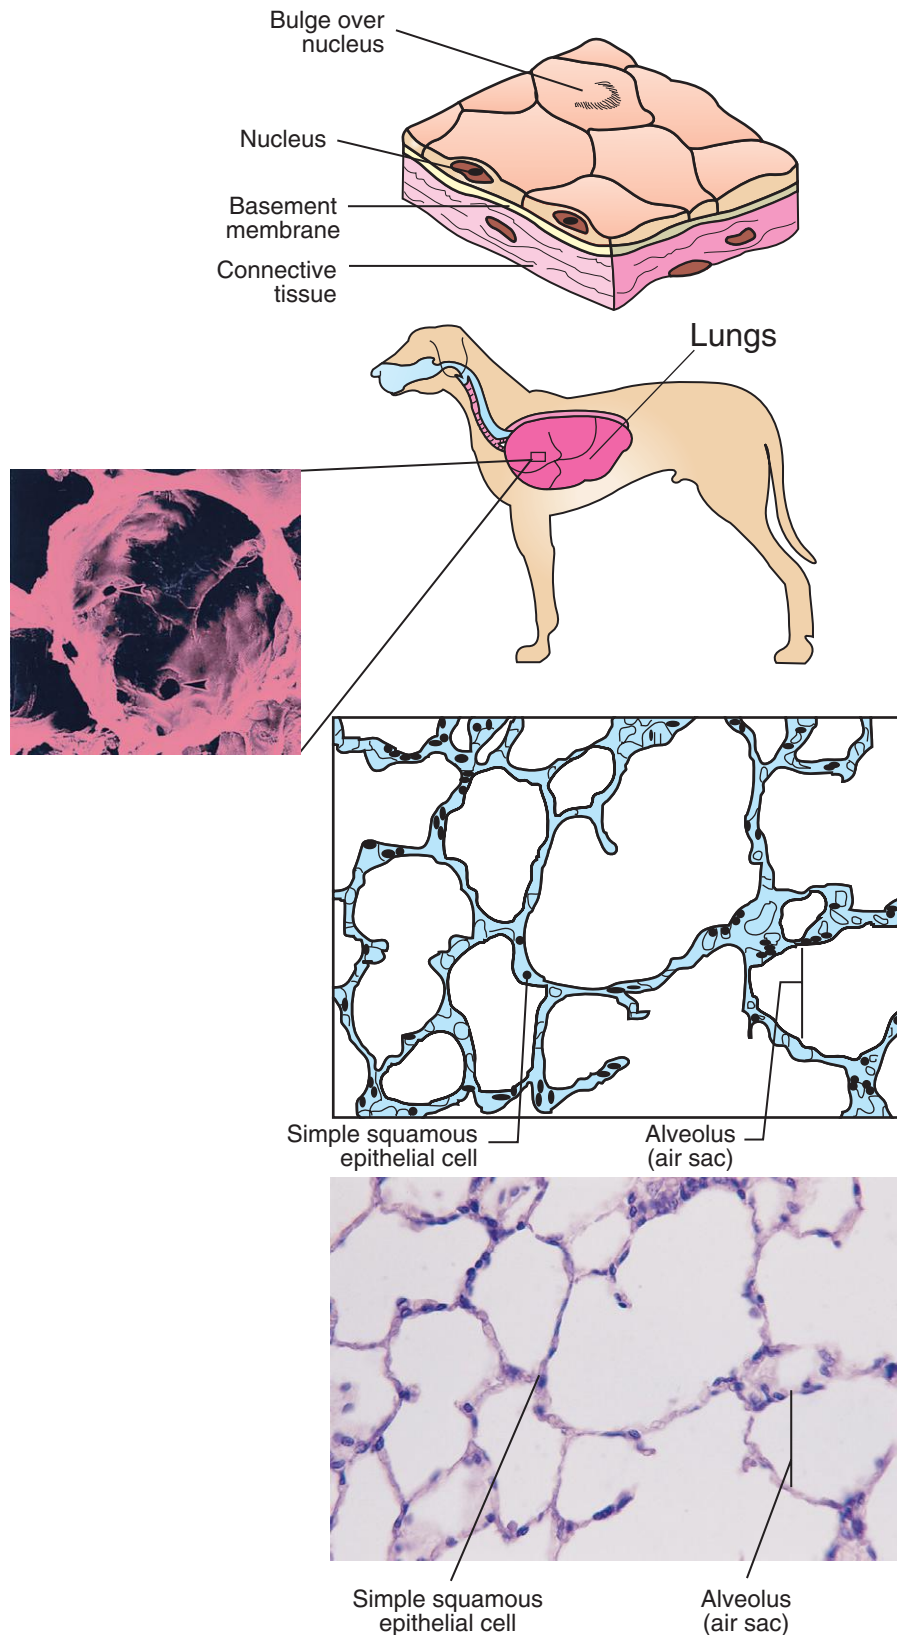 Bulge over
nucleus
Nucleus
Basement
membrane
Connective
tissue
Lungs
Simple squamous
epithelial cell
Alveolus
(air sac)
Simple squamous
epithelial cell
Alveolus
(air sac)